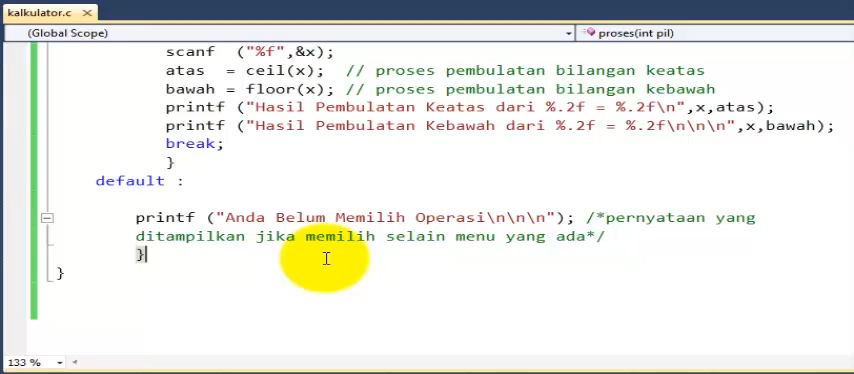 kalkulator.c
(Global Scope) proses(int pil)
scanf ("%f",&x);
atas = ceil(x); // proses pembulatan bilangan keatas
bawah = floor(x); // proses pembulatan bilangan kebawah
printf ("Hasil Pembulatan Keatas dari %.2f = %.2f\n",x,atas);
printf ("Hasil Pembulatan Kebawah dari %.2f = %.2f\n\n\n",x,bawah);
break;
}
default :
printf ("Anda Belum Memilih Operasi\n\n\n"); /*pernyataan yang
ditampilkan jika memilih selain menu yang ada*/
}
}
133 %